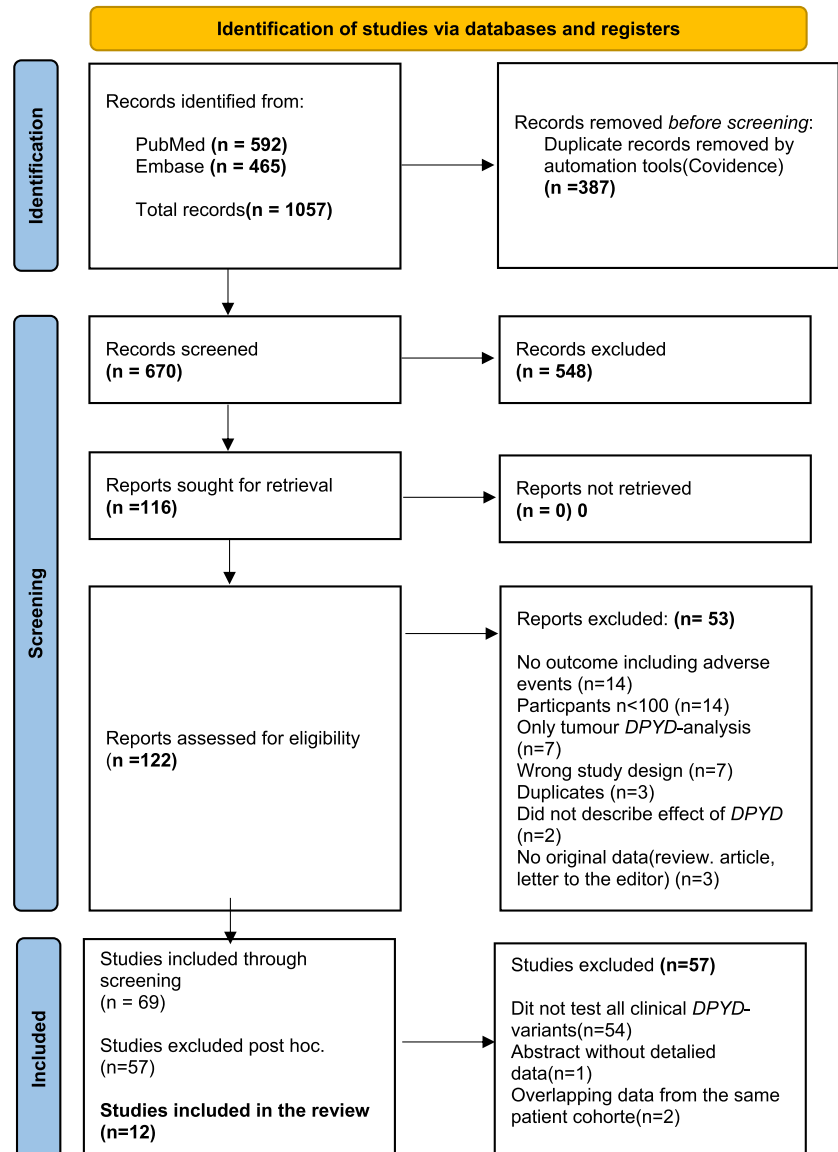 Identification of studies via databases and registers
Identification
Records identified from:
PubMed (n = 592)
Embase (n = 465)
Total records(n = 1057)
Records removed before screening:
Duplicate records removed by
automation tools(Covidence)
(n =387)
Screening
Records screened
(n = 670)
Records excluded
(n = 548)
Reports sought for retrieval
(n =116)
Reports not retrieved
(n = 0) 0
Reports assessed for eligibility
(n =122)
Reports excluded: (n= 53)
No outcome including adverse
events (n=14)
Partcpants n<100 (n=14)
Only tumour DPYD-analysis
(n=7)
Wrong study design (n=7)
Duplicates (n=3)
Did not describe effect of DPYD
(n=2)
No original data(review. article,
letter to the editor) (n=3)
Included
Studies included through
screening
(n = 69)
Studies excluded post hoc.
(n=57)
Studies included in the review
(n=12)
Studies excluded (n=57)
Dit not test all clinical DPYD-
variants(n=54)
Abstract without detalied
data(n=1)
Overlapping data from the same
patient cohorte(n=2)